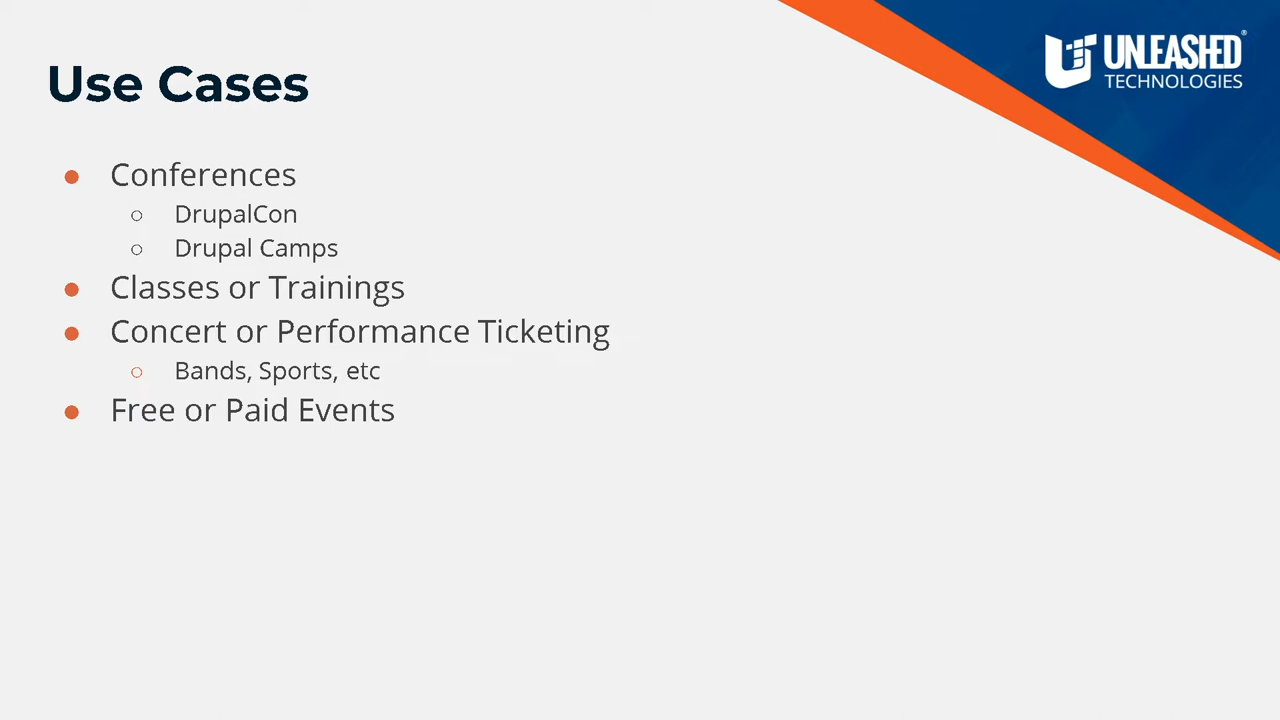 Use Cases
UNLEASHED®
TECHNOLOGIES
● Conferences
○ DrupalCon
○ Drupal Camps
● Classes or Trainings
● Concert or Performance Ticketing
○ Bands, Sports, etc
● Free or Paid Events